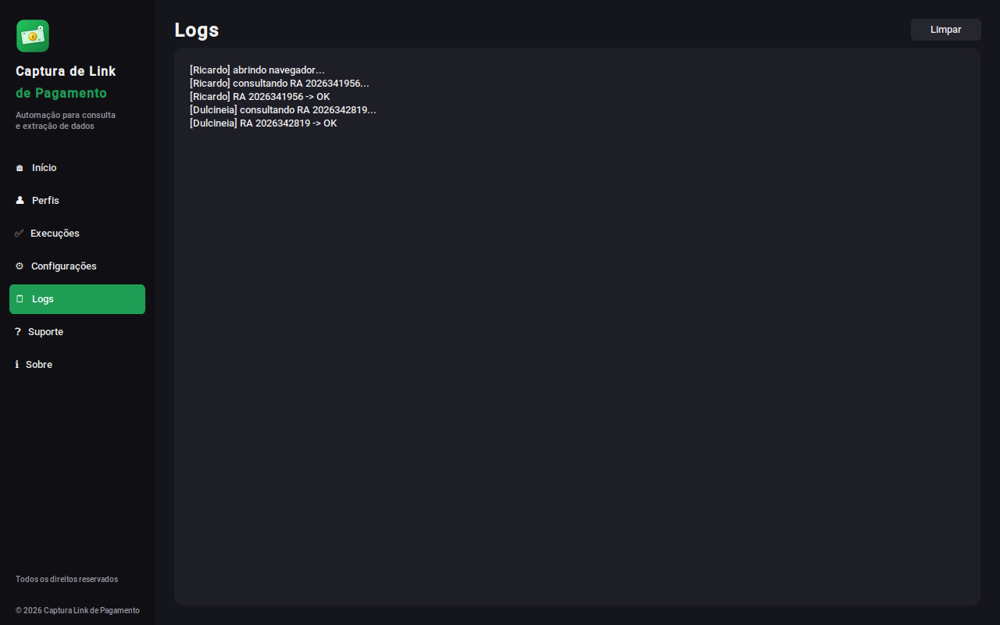 Captura de Link
de Pagamento
Automação para consulta
e extração de dados
Início
Perfis
Execuções
Configurações
Logs
? Suporte
i Sobre
Todos os direitos reservados
© 2026 Captura Link de Pagamento
Logs
Limpar
[Ricardo] abrindo navegador...
[Ricardo] consultando RA 2026341956...
[Ricardo] RA 2026341956 -> OK
[Dulcineia] consultando RA 2026342819...
[Dulcineia] RA 2026342819 -> OK